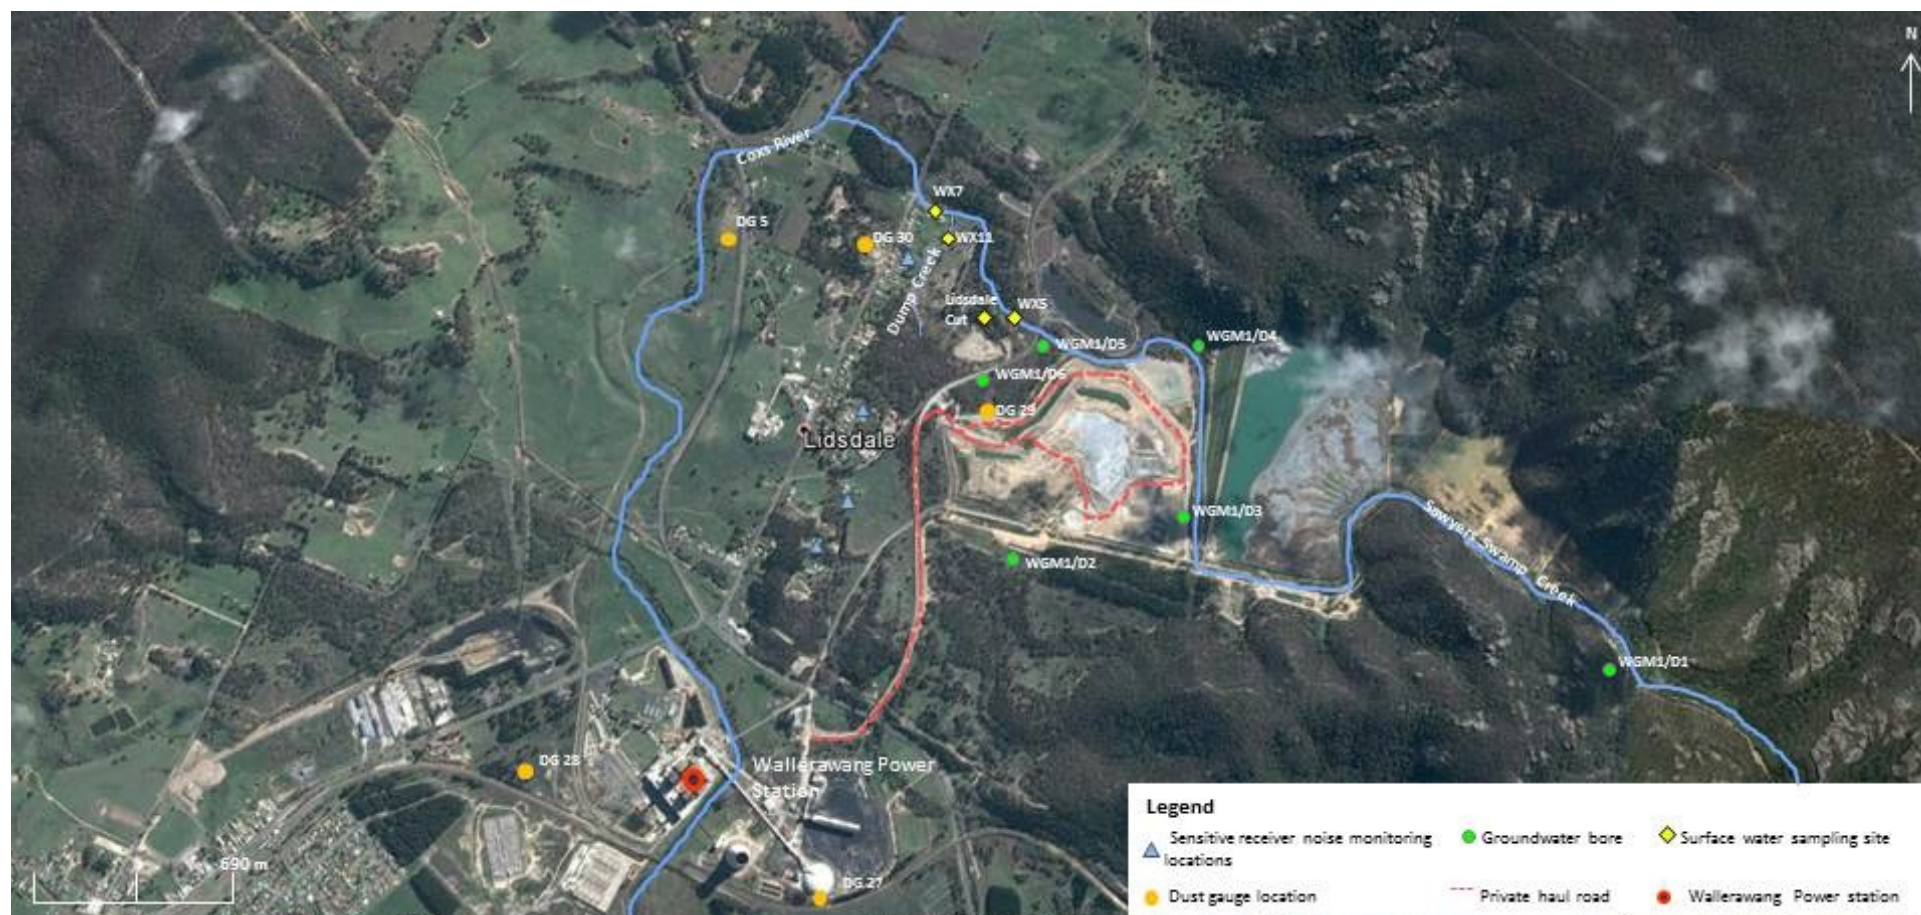 N
Coxs River
WX7
DG 5
DG 30
WX11
Dump Creek
Lidsdale
Cut
WX5
WGM1/D5
WGM1/D4
WGM1/D6
DG 29
Lidsdale
WGM1/D3
Sawyers Swamp Creek
WGM1/D2
WGM1/D1
DG 28
Wallerawang Power
Station
690 m
DG 27
Legend
Sensitive receiver noise monitoring
locations
Groundwater bore
Surface water sampling site
Dust gauge location
Private haul road
Wallerawang Power station